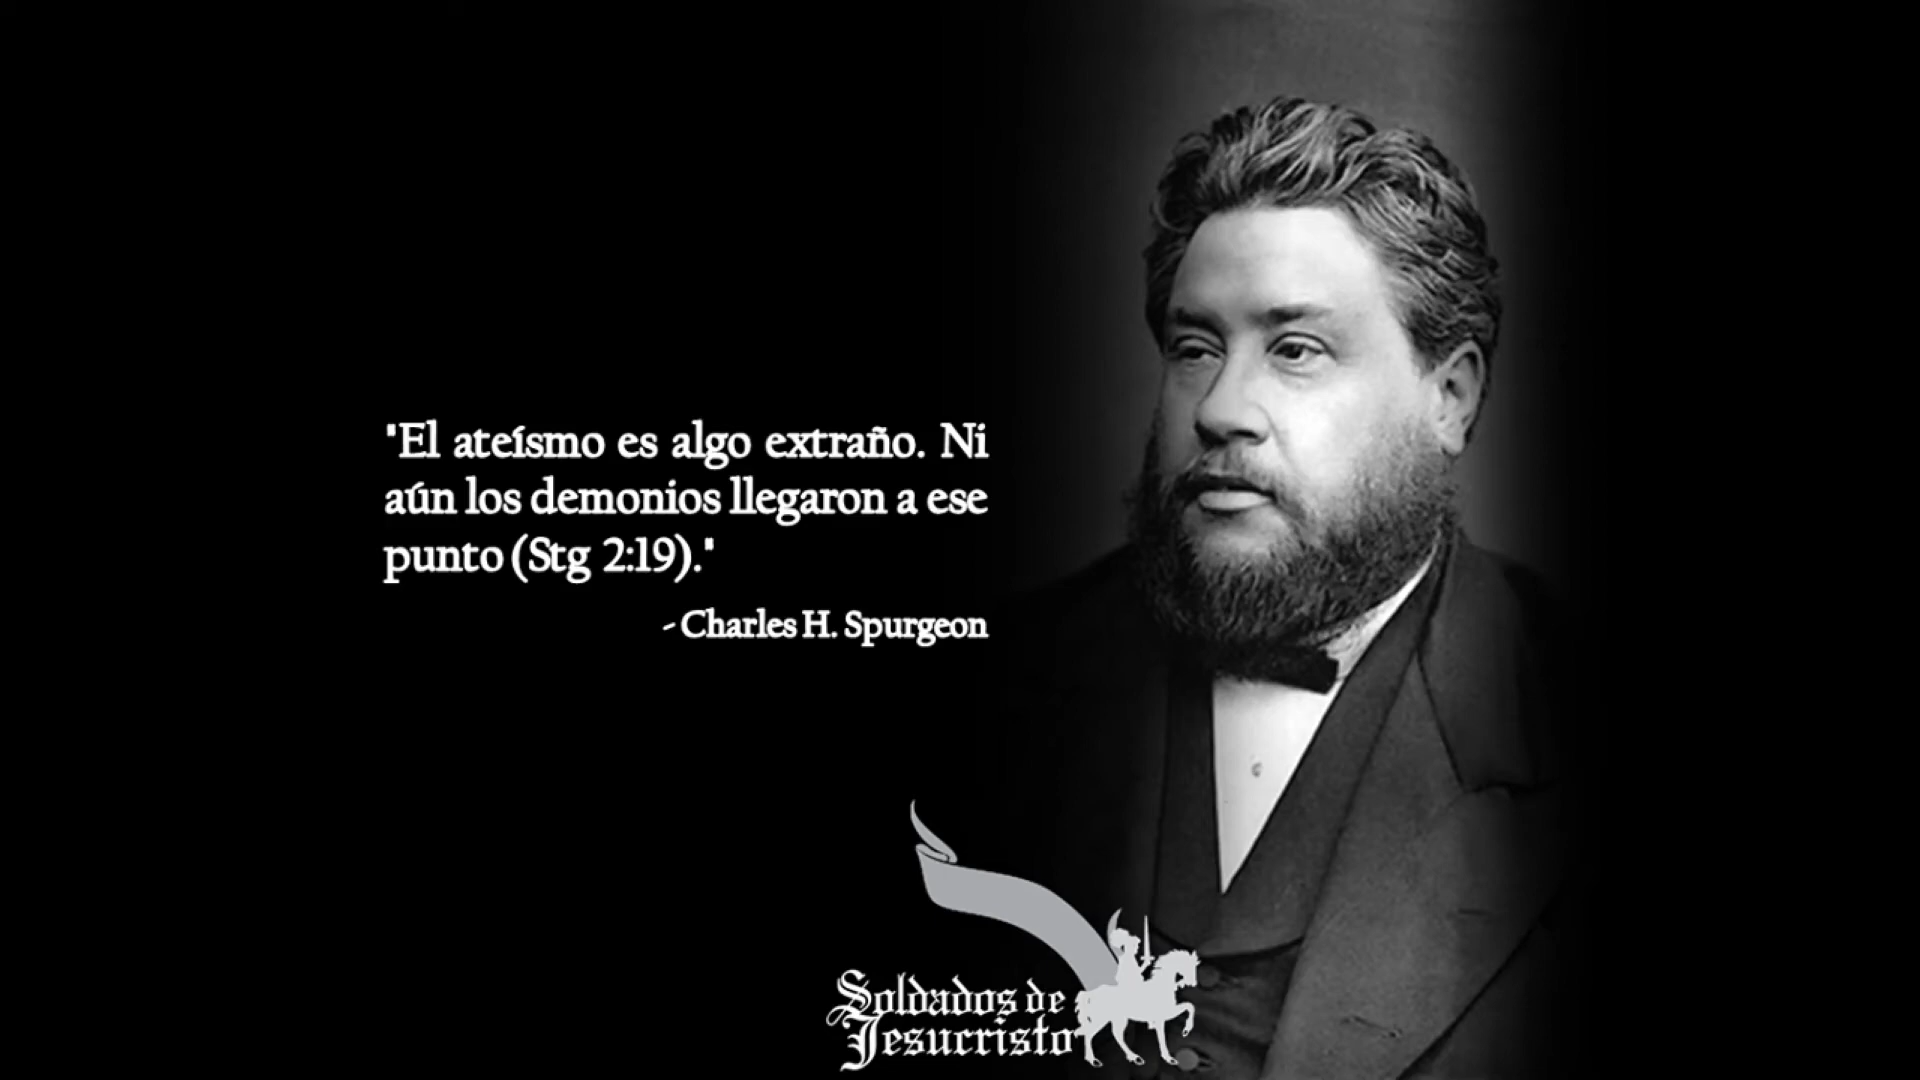 "El ateísmo es algo extraño. Ni
aún los demonios llegaron a ese
punto (Stg 2:19)."
- Charles H. Spurgeon
Soldados de
Jesucristo